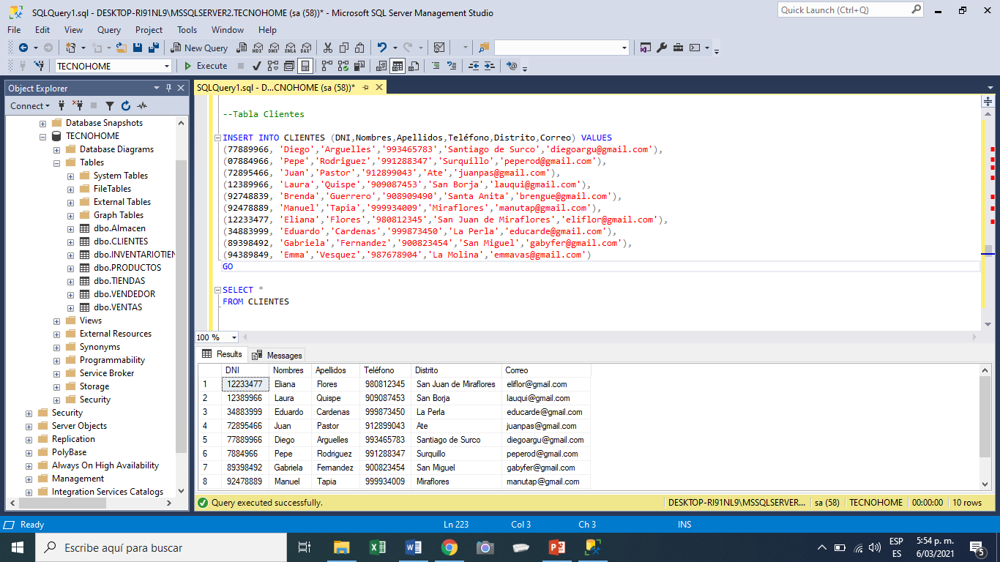 SQLQuery1.sql - DESKTOP-RI91NL9\MSSQLSERVER2.TECNOHOME (sa (58))* - Microsoft SQL Server Management Studio
Quick Launch (Ctrl+Q)
File Edit View Query Project Tools Window Help
New Query
MDX DMX XMLA DAX
TECNOHOME
Execute
Object Explorer
SQLQuery1.sql - D...CNOHOME (sa (58))*
Connect
Database Snapshots
TECNOHOME
Database Diagrams
Tables
System Tables
FileTables
External Tables
Graph Tables
dbo.Almacen
dbo.CLIENTES
dbo.INVENTARIOTIEN
dbo.PRODUCTOS
dbo.TIENDAS
dbo.VENDEDOR
dbo.VENTAS
Views
External Resources
Synonyms
Programmability
Service Broker
Storage
Security
Security
Server Objects
Replication
PolyBase
Always On High Availability
Management
Integration Services Catalogs
--Tabla Clientes
INSERT INTO CLIENTES (DNI,Nombres,Apellidos,Teléfono,Distrito,Correo) VALUES
(77889966, 'Diego','Arguelles','993465783','Santiago de Surco','diegoargu@gmail.com'),
(07884966, 'Pepe','Rodriguez','991288347','Surquillo','peperod@gmail.com'),
(72895466, 'Juan','Pastor','912899043','Ate','juanpas@gmail.com'),
(12389966, 'Laura','Quispe','909087453','San Borja','lauqui@gmail.com'),
(92748839, 'Brenda','Guerrero','908909490','Santa Anita','brengue@gmail.com'),
(92478889, 'Manuel','Tapia','999934009','Miraflores','manutap@gmail.com'),
(12233477, 'Eliana','Flores','980812345','San Juan de Miraflores','eliflor@gmail.com'),
(34883999, 'Eduardo','Cardenas','999873450','La Perla','educarde@gmail.com'),
(89398492, 'Gabriela','Fernandez','900823454','San Miguel','gabyfer@gmail.com'),
(94389849, 'Emma','Vesquez','987678904','La Molina','emmavas@gmail.com')
GO
SELECT *
FROM CLIENTES
100 %
Results Messages
DNI Nombres Apellidos Teléfono Distrito Correo
1 12233477 Eliana Flores 980812345 San Juan de Miraflores eliflor@gmail.com
2 12389966 Laura Quispe 909087453 San Borja lauqui@gmail.com
3 34883999 Eduardo Cardenas 999873450 La Perla educarde@gmail.com
4 72895466 Juan Pastor 912899043 Ate juanpas@gmail.com
5 77889966 Diego Arguelles 993465783 Santiago de Surco diegoargu@gmail.com
6 7884966 Pepe Rodriguez 991288347 Surquillo peperod@gmail.com
7 89398492 Gabriela Fernandez 900823454 San Miguel gabyfer@gmail.com
8 92478889 Manuel Tapia 999934009 Miraflores manutap@gmail.com
Query executed successfully.
DESKTOP-RI91NL9\MSSQLSERVER... sa (58) TECNOHOME 00:00:00 10 rows
Ready Ln 223 Col 3 Ch 3 INS
Escribe aquí para buscar
ESP
ES
5:54 p. m.
6/03/2021
5